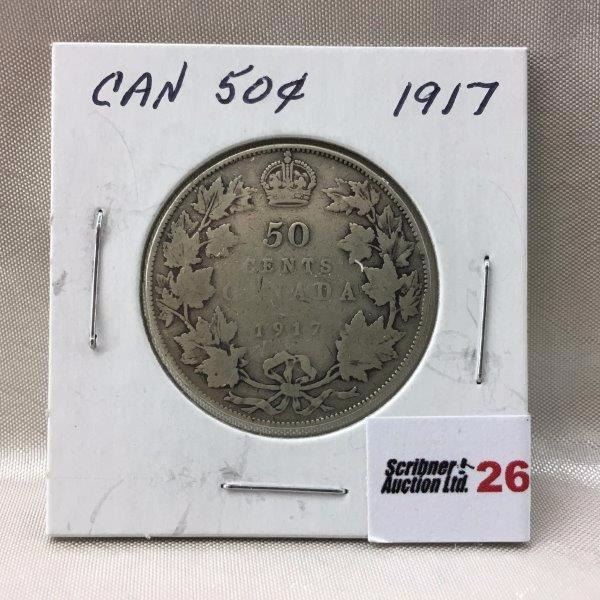 CAN 50¢ 1917
50
CENTS
CANADA
1917
Scribner
Auction Ltd. 26